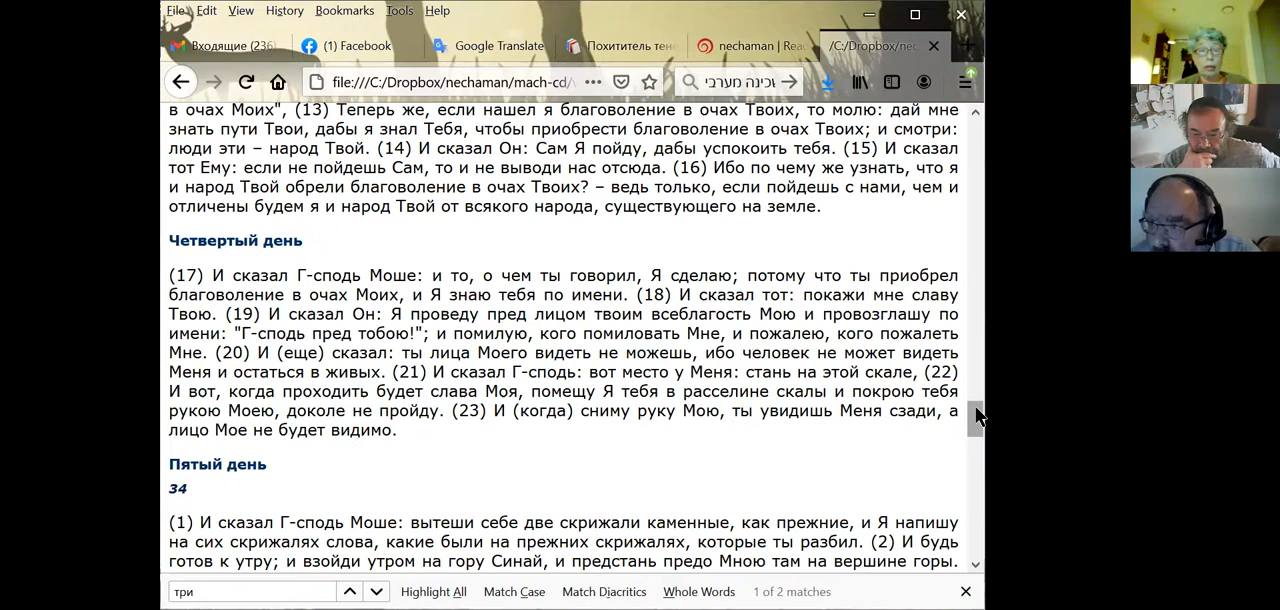 File Edit View History Bookmarks Tools Help
Входящие (236) (1) Facebook Google Translate Похититель тене nechaman | Rea /C:/Dropbox/nec
file:///C:/Dropbox/nechaman/mach-cd/ שכינה מערבי
в очах Моих", (13) Теперь же, если нашел я благоволение в очах Твоих, то молю: дай мне
знать пути Твои, дабы я знал Тебя, чтобы приобрести благоволение в очах Твоих; и смотри:
люди эти – народ Твой. (14) И сказал Он: Сам Я пойду, дабы успокоить тебя. (15) И сказал
тот Ему: если не пойдешь Сам, то и не выводи нас отсюда. (16) Ибо по чему же узнать, что я
и народ Твой обрели благоволение в очах Твоих? – ведь только, если пойдешь с нами, чем и
отличены будем я и народ Твой от всякого народа, существующего на земле.
Четвертый день
(17) И сказал Г-сподь Моше: и то, о чем ты говорил, Я сделаю; потому что ты приобрел
благоволение в очах Моих, и Я знаю тебя по имени. (18) И сказал тот: покажи мне славу
Твою. (19) И сказал Он: Я проведу пред лицом твоим всеблагость Мою и провозглашу по
имени: "Г-сподь пред тобою!"; и помилую, кого помиловать Мне, и пожалею, кого пожалеть
Мне. (20) И (еще) сказал: ты лица Моего видеть не можешь, ибо человек не может видеть
Меня и остаться в живых. (21) И сказал Г-сподь: вот место у Меня: стань на этой скале, (22)
И вот, когда проходить будет слава Моя, помещу Я тебя в расселине скалы и покрою тебя
рукою Моею, доколе не пройду. (23) И (когда) сниму руку Мою, ты увидишь Меня сзади, а
лицо Мое не будет видимо.
Пятый день
34
(1) И сказал Г-сподь Моше: вытеши себе две скрижали каменные, как прежние, и Я напишу
на сих скрижалях слова, какие были на прежних скрижалях, которые ты разбил. (2) И будь
готов к утру; и взойди утром на гору Синай, и предстань предо Мною там на вершине горы.
три Highlight All Match Case Match Diacritics Whole Words 1 of 2 matches